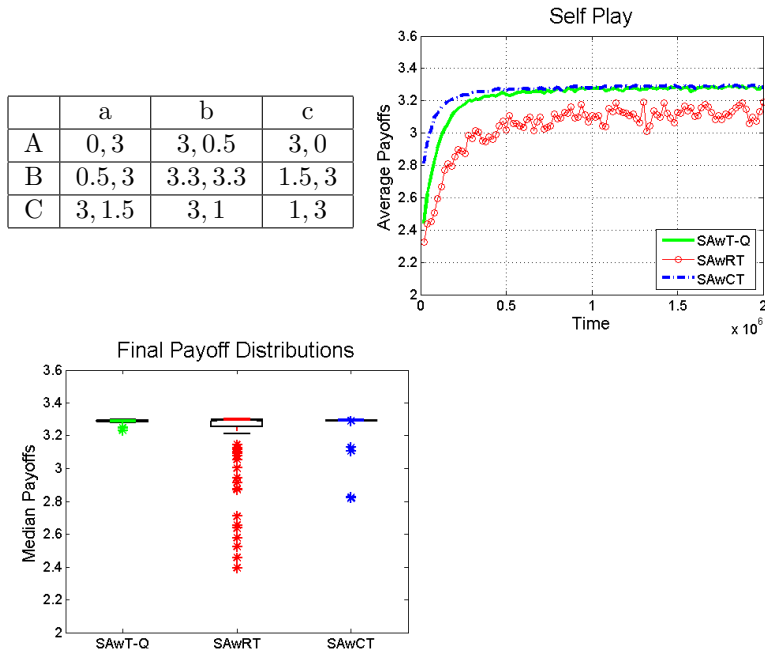 a b c
A 0, 3 3, 0.5 3, 0
B 0.5, 3 3.3, 3.3 1.5, 3
C 3, 1.5 3, 1 1, 3
Self Play
3.6
3.4
3.2
3
2.8
2.6
2.4
2.2
2
Average Payoffs
0 0.5 1 1.5 2
x 10^6
Time
SAwT-Q
SAwRT
SAwCT
Final Payoff Distributions
3.6
3.4
3.2
3
2.8
2.6
2.4
2.2
2
Median Payoffs
SAwT-Q SAwRT SAwCT